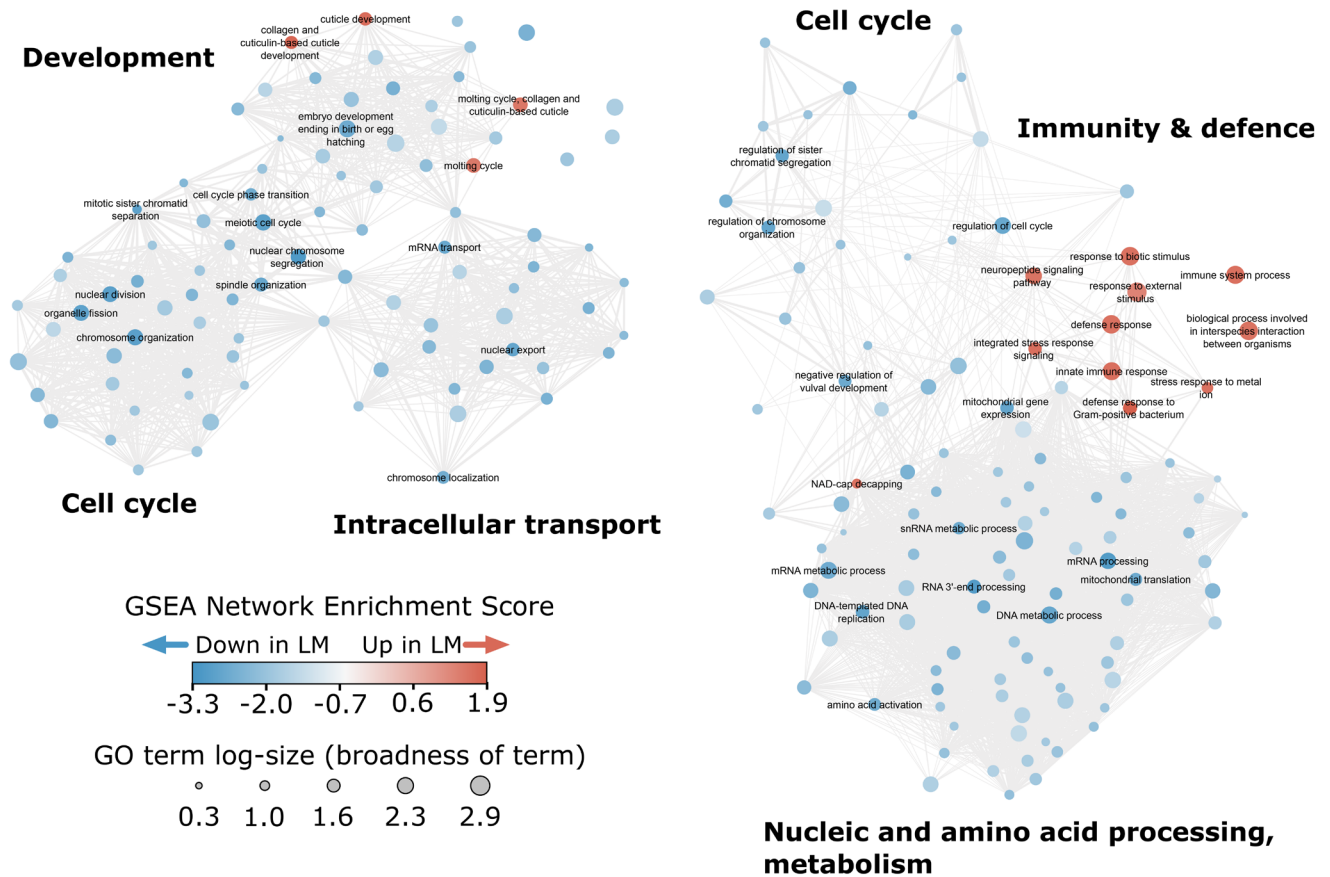 Development
cuticle development
collagen and
cuticulin-based cuticle
development
molting cycle, collagen and
cuticulin-based cuticle
embryo development
ending in birth or egg
hatching
molting cycle
cell cycle phase transition
mitotic sister chromatid
separation
meiotic cell cycle
nuclear chromosome
segregation
mRNA transport
spindle organization
nuclear division
organelle fission
chromosome organization
nuclear export
chromosome localization
Cell cycle
Intracellular transport
GSEA Network Enrichment Score
Down in LM
Up in LM
-3.3 -2.0 -0.7 0.6 1.9
GO term log-size (broadness of term)
0.3 1.0 1.6 2.3 2.9
Cell cycle
Immunity & defence
regulation of sister
chromatid segregation
regulation of chromosome
organization
regulation of cell cycle
response to biotic stimulus
neuropeptide signaling
pathway
immune system process
response to external
stimulus
defense response
biological process involved
in interspecies interaction
between organisms
integrated stress response
signaling
innate immune response
negative regulation of
vulval development
stress response to metal
ion
mitochondrial gene
expression
defense response to
Gram-positive bacterium
NAD-cap decapping
snRNA metabolic process
mRNA metabolic process
mRNA processing
mitochondrial translation
RNA 3'-end processing
DNA-templated DNA
replication
DNA metabolic process
amino acid activation
Nucleic and amino acid processing,
metabolism